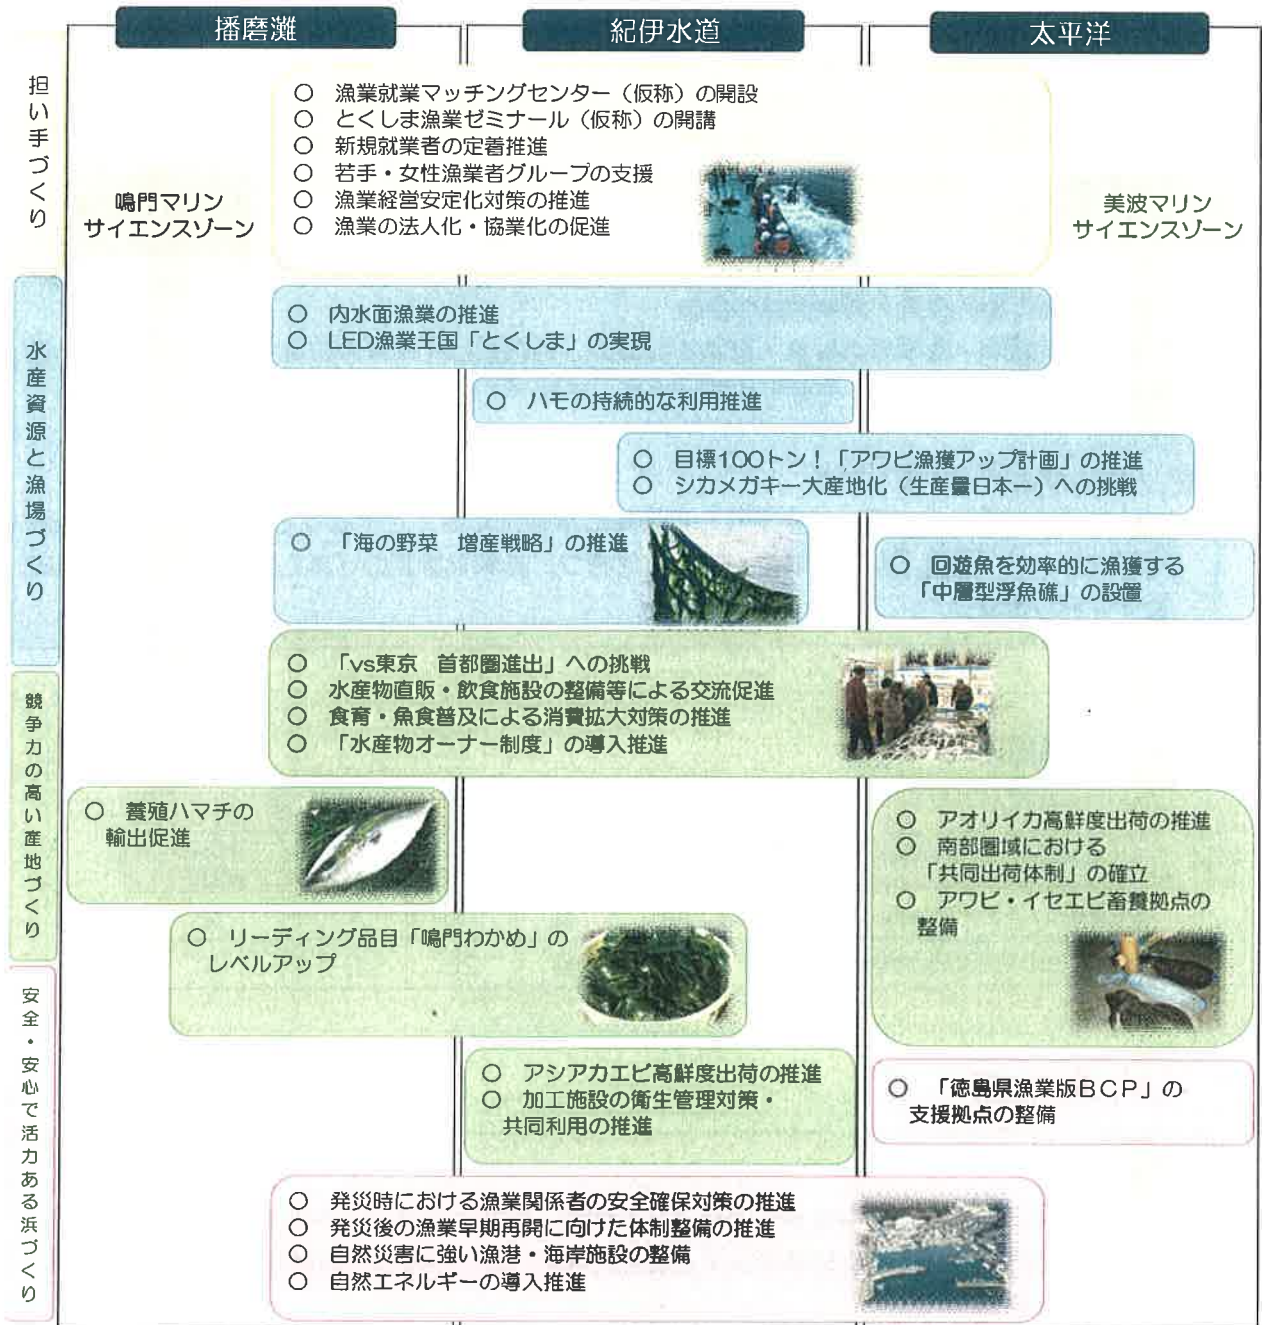 播磨灘
紀伊水道
太平洋
担い手づくり
鳴門マリン
サイエンスゾーン
○ 漁業就業マッチングセンター(仮称)の開設
○ とくしま漁業ゼミナール(仮称)の開講
○ 新規就業者の定着推進
○ 若手・女性漁業者グループの支援
○ 漁業経営安定化対策の推進
○ 漁業の法人化・協業化の促進
美波マリン
サイエンスゾーン
水産資源と漁場づくり
○ 内水面漁業の推進
○ LED漁業王国「とくしま」の実現
○ ハモの持続的な利用推進
○ 目標100トン!「アワビ漁獲アップ計画」の推進
○ シカメガキ一大産地化(生産量日本一)への挑戦
○ 「海の野菜 増産戦略」の推進
○ 回遊魚を効率的に漁獲する
「中層型浮魚礁」の設置
競争力の高い産地づくり
○ 「vs東京 首都圏進出」への挑戦
○ 水産物直販・飲食施設の整備等による交流促進
○ 食育・魚食普及による消費拡大対策の推進
○ 「水産物オーナー制度」の導入推進
○ 養殖ハマチの
輸出促進
○ アオリイカ高鮮度出荷の推進
○ 南部圏域における
「共同出荷体制」の確立
○ アワビ・イセエビ畜養拠点の
整備
○ リーディング品目「鳴門わかめ」の
レベルアップ
○ アシアカエビ高鮮度出荷の推進
○ 加工施設の衛生管理対策・
共同利用の推進
安全・安心で活力ある浜づくり
○ 「徳島県漁業版BCP」の
支援拠点の整備
○ 発災時における漁業関係者の安全確保対策の推進
○ 発災後の漁業早期再開に向けた体制整備の推進
○ 自然災害に強い漁港・海岸施設の整備
○ 自然エネルギーの導入推進